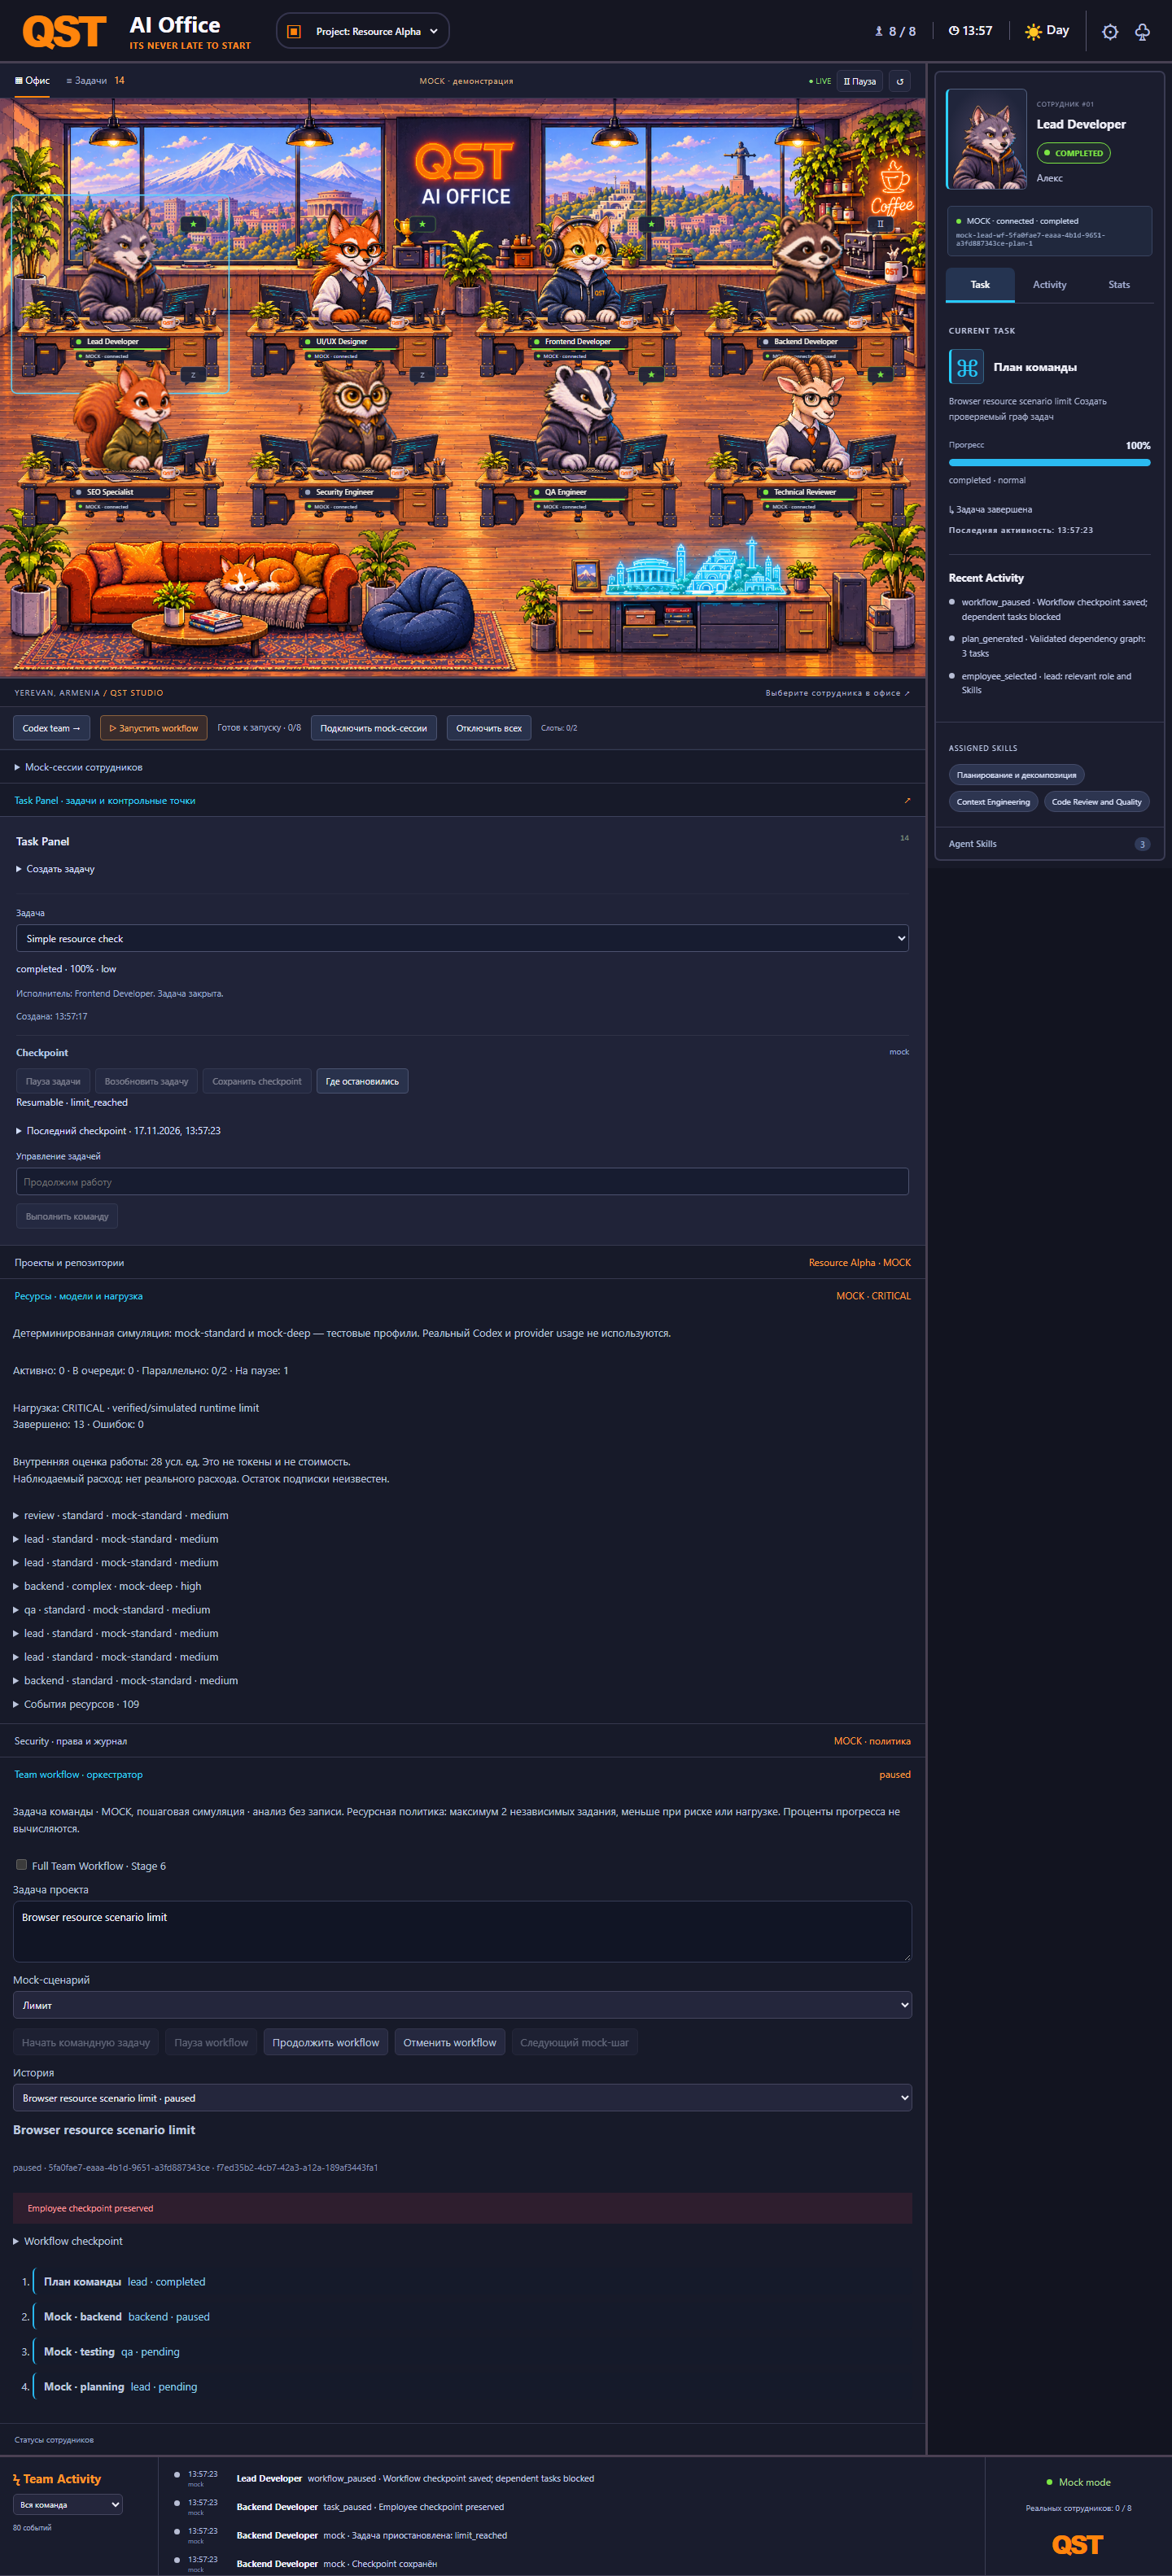 QST
AI Office
ITS NEVER LATE TO START
Project: Resource Alpha
8 / 8
13:57
Day
Офис
Задачи 14
МОСК · демонстрация
LIVE
Пауза
QST
AI OFFICE
Coffee
Lead Developer
MOCK · connected
UI/UX Designer
MOCK · connected
Frontend Developer
MOCK · connected
Backend Developer
SEO Specialist
MOCK · connected
Security Engineer
MOCK · connected
QA Engineer
MOCK · connected
Technical Reviewer
MOCK · connected
YEREVAN, ARMENIA / QST STUDIO
Выберите сотрудника в офисе ↗
Codex team →
▷ Запустить workflow
Готов к запуску · 0/8
Подключить mock-сессии
Отключить всех
Слоты: 0/2
Mock-сессии сотрудников
Task Panel · задачи и контрольные точки
Task Panel
14
Создать задачу
Задача
Simple resource check
completed · 100% · low
Исполнитель: Frontend Developer. Задача закрыта.
Создана: 13:57:17
Checkpoint
mock
Пауза задачи
Возобновить задачу
Сохранить checkpoint
Где остановились
Resumable · limit_reached
Последний checkpoint · 17.11.2026, 13:57:23
Управление задачей
Продолжим работу
Выполнить команду
Проекты и репозитории
Resource Alpha · МОСК
Ресурсы · модели и нагрузка
МОСК · CRITICAL
Детерминированная симуляция: mock-standard и mock-deep — тестовые профили. Реальный Codex и provider usage не используются.
Активно: 0 · В очереди: 0 · Параллельно: 0/2 · На паузе: 1
Нагрузка: CRITICAL · verified/simulated runtime limit
Завершено: 13 · Ошибок: 0
Внутренняя оценка работы: 28 усл. ед. Это не токены и не стоимость.
Наблюдаемый расход: нет реального расхода. Остаток подписки неизвестен.
review · standard · mock-standard · medium
lead · standard · mock-standard · medium
lead · standard · mock-standard · medium
backend · complex · mock-deep · high
qa · standard · mock-standard · medium
lead · standard · mock-standard · medium
lead · standard · mock-standard · medium
backend · standard · mock-standard · medium
События ресурсов · 109
Security · права и журнал
МОСК · политика
Team workflow · оркестратор
paused
Задача команды · МОСК, пошаговая симуляция · анализ без записи. Ресурсная политика: максимум 2 независимых задания, меньше при риске или нагрузке. Проценты прогресса не
вычисляются.
Full Team Workflow · Stage 6
Задача проекта
Browser resource scenario limit
Mock-сценарий
Лимит
Начать командную задачу
Пауза workflow
Продолжить workflow
Отменить workflow
Следующий mock-шаг
История
Browser resource scenario limit · paused
Browser resource scenario limit
paused · 5fa0fae7-eaaa-4b1d-9651-a3fd887343ce · f7ed35b2-4cb7-42a3-a12a-189af3443fa1
Employee checkpoint preserved
Workflow checkpoint
1. План команды lead · completed
2. Mock · backend backend · paused
3. Mock · testing qa · pending
4. Mock · planning lead · pending
Статусы сотрудников
СОТРУДНИК #01
Lead Developer
COMPLETED
Алекс
МОСК · connected · completed
mock-lead-wf-5fa0fae7-eaaa-4b1d-9651-
a3fd887343ce-plan-1
Task
Activity
Stats
CURRENT TASK
План команды
Browser resource scenario limit Создать
проверяемый граф задач
Прогресс
100%
completed · normal
Задача завершена
Последняя активность: 13:57:23
Recent Activity
workflow_paused · Workflow checkpoint saved;
dependent tasks blocked
plan_generated · Validated dependency graph:
3 tasks
employee_selected · lead: relevant role and
Skills
ASSIGNED SKILLS
Планирование и декомпозиция
Context Engineering
Code Review and Quality
Agent Skills
3
Team Activity
Вся команда
80 событий
13:57:23 Lead Developer workflow_paused · Workflow checkpoint saved; dependent tasks blocked
mock
13:57:23 Backend Developer task_paused · Employee checkpoint preserved
mock
13:57:23 Backend Developer mock · Задача приостановлена: limit_reached
mock
13:57:23 Backend Developer mock · Checkpoint сохранён
mock
Mock mode
Реальных сотрудников: 0 / 8
QST